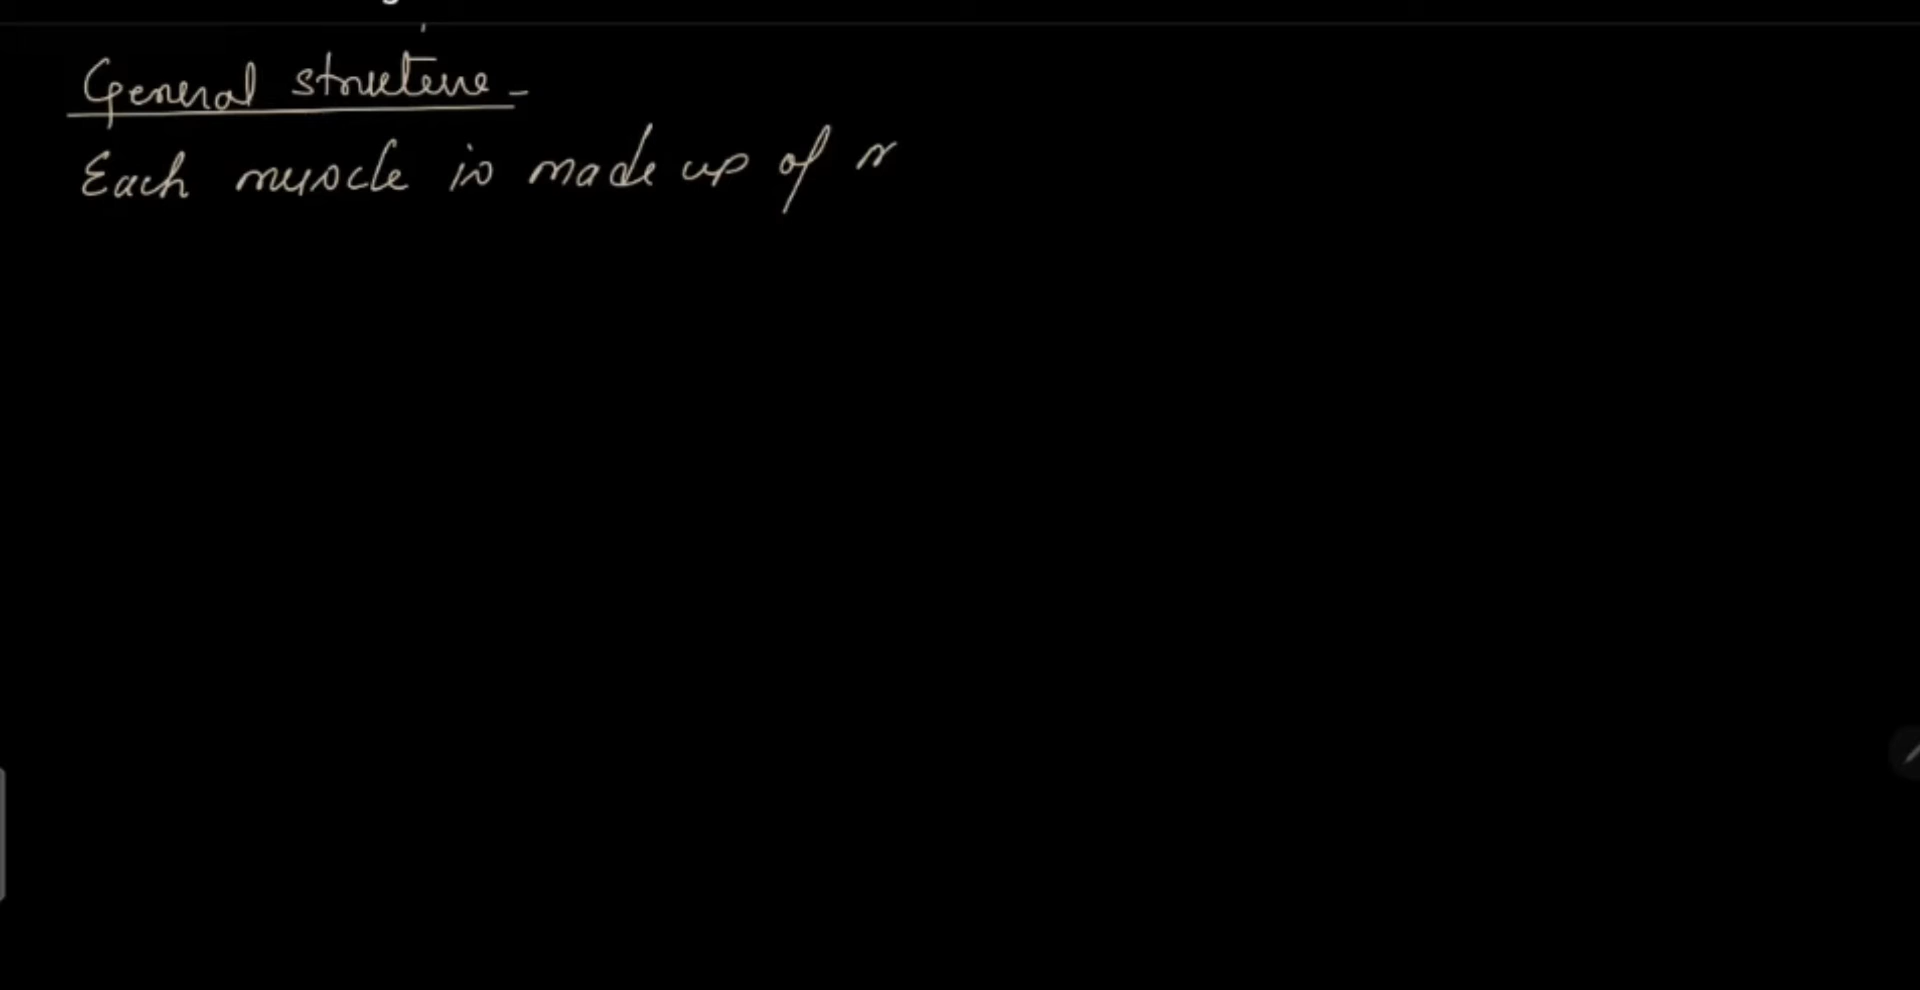 General structure -
Each muscle is made up of